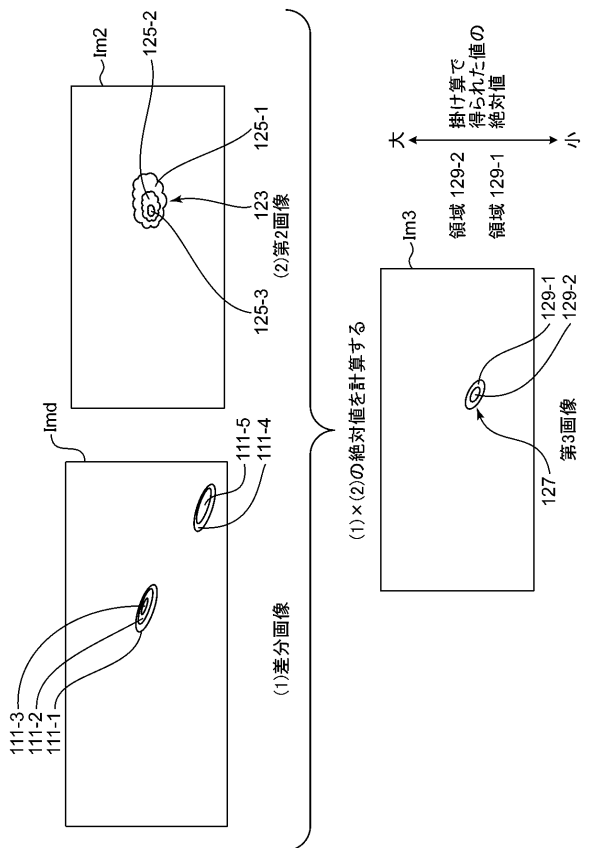 111-3
111-2
111-1
Imd
111-5
111-4
(1)差分画像
Im2
125-2
125-1
123
125-3
(2)第2画像
(1)×(2)の絶対値を計算する
Im3
129-1
129-2
127
第3画像
大
領域 129-2
領域 129-1
小
掛け算で
得られた値の
絶対値